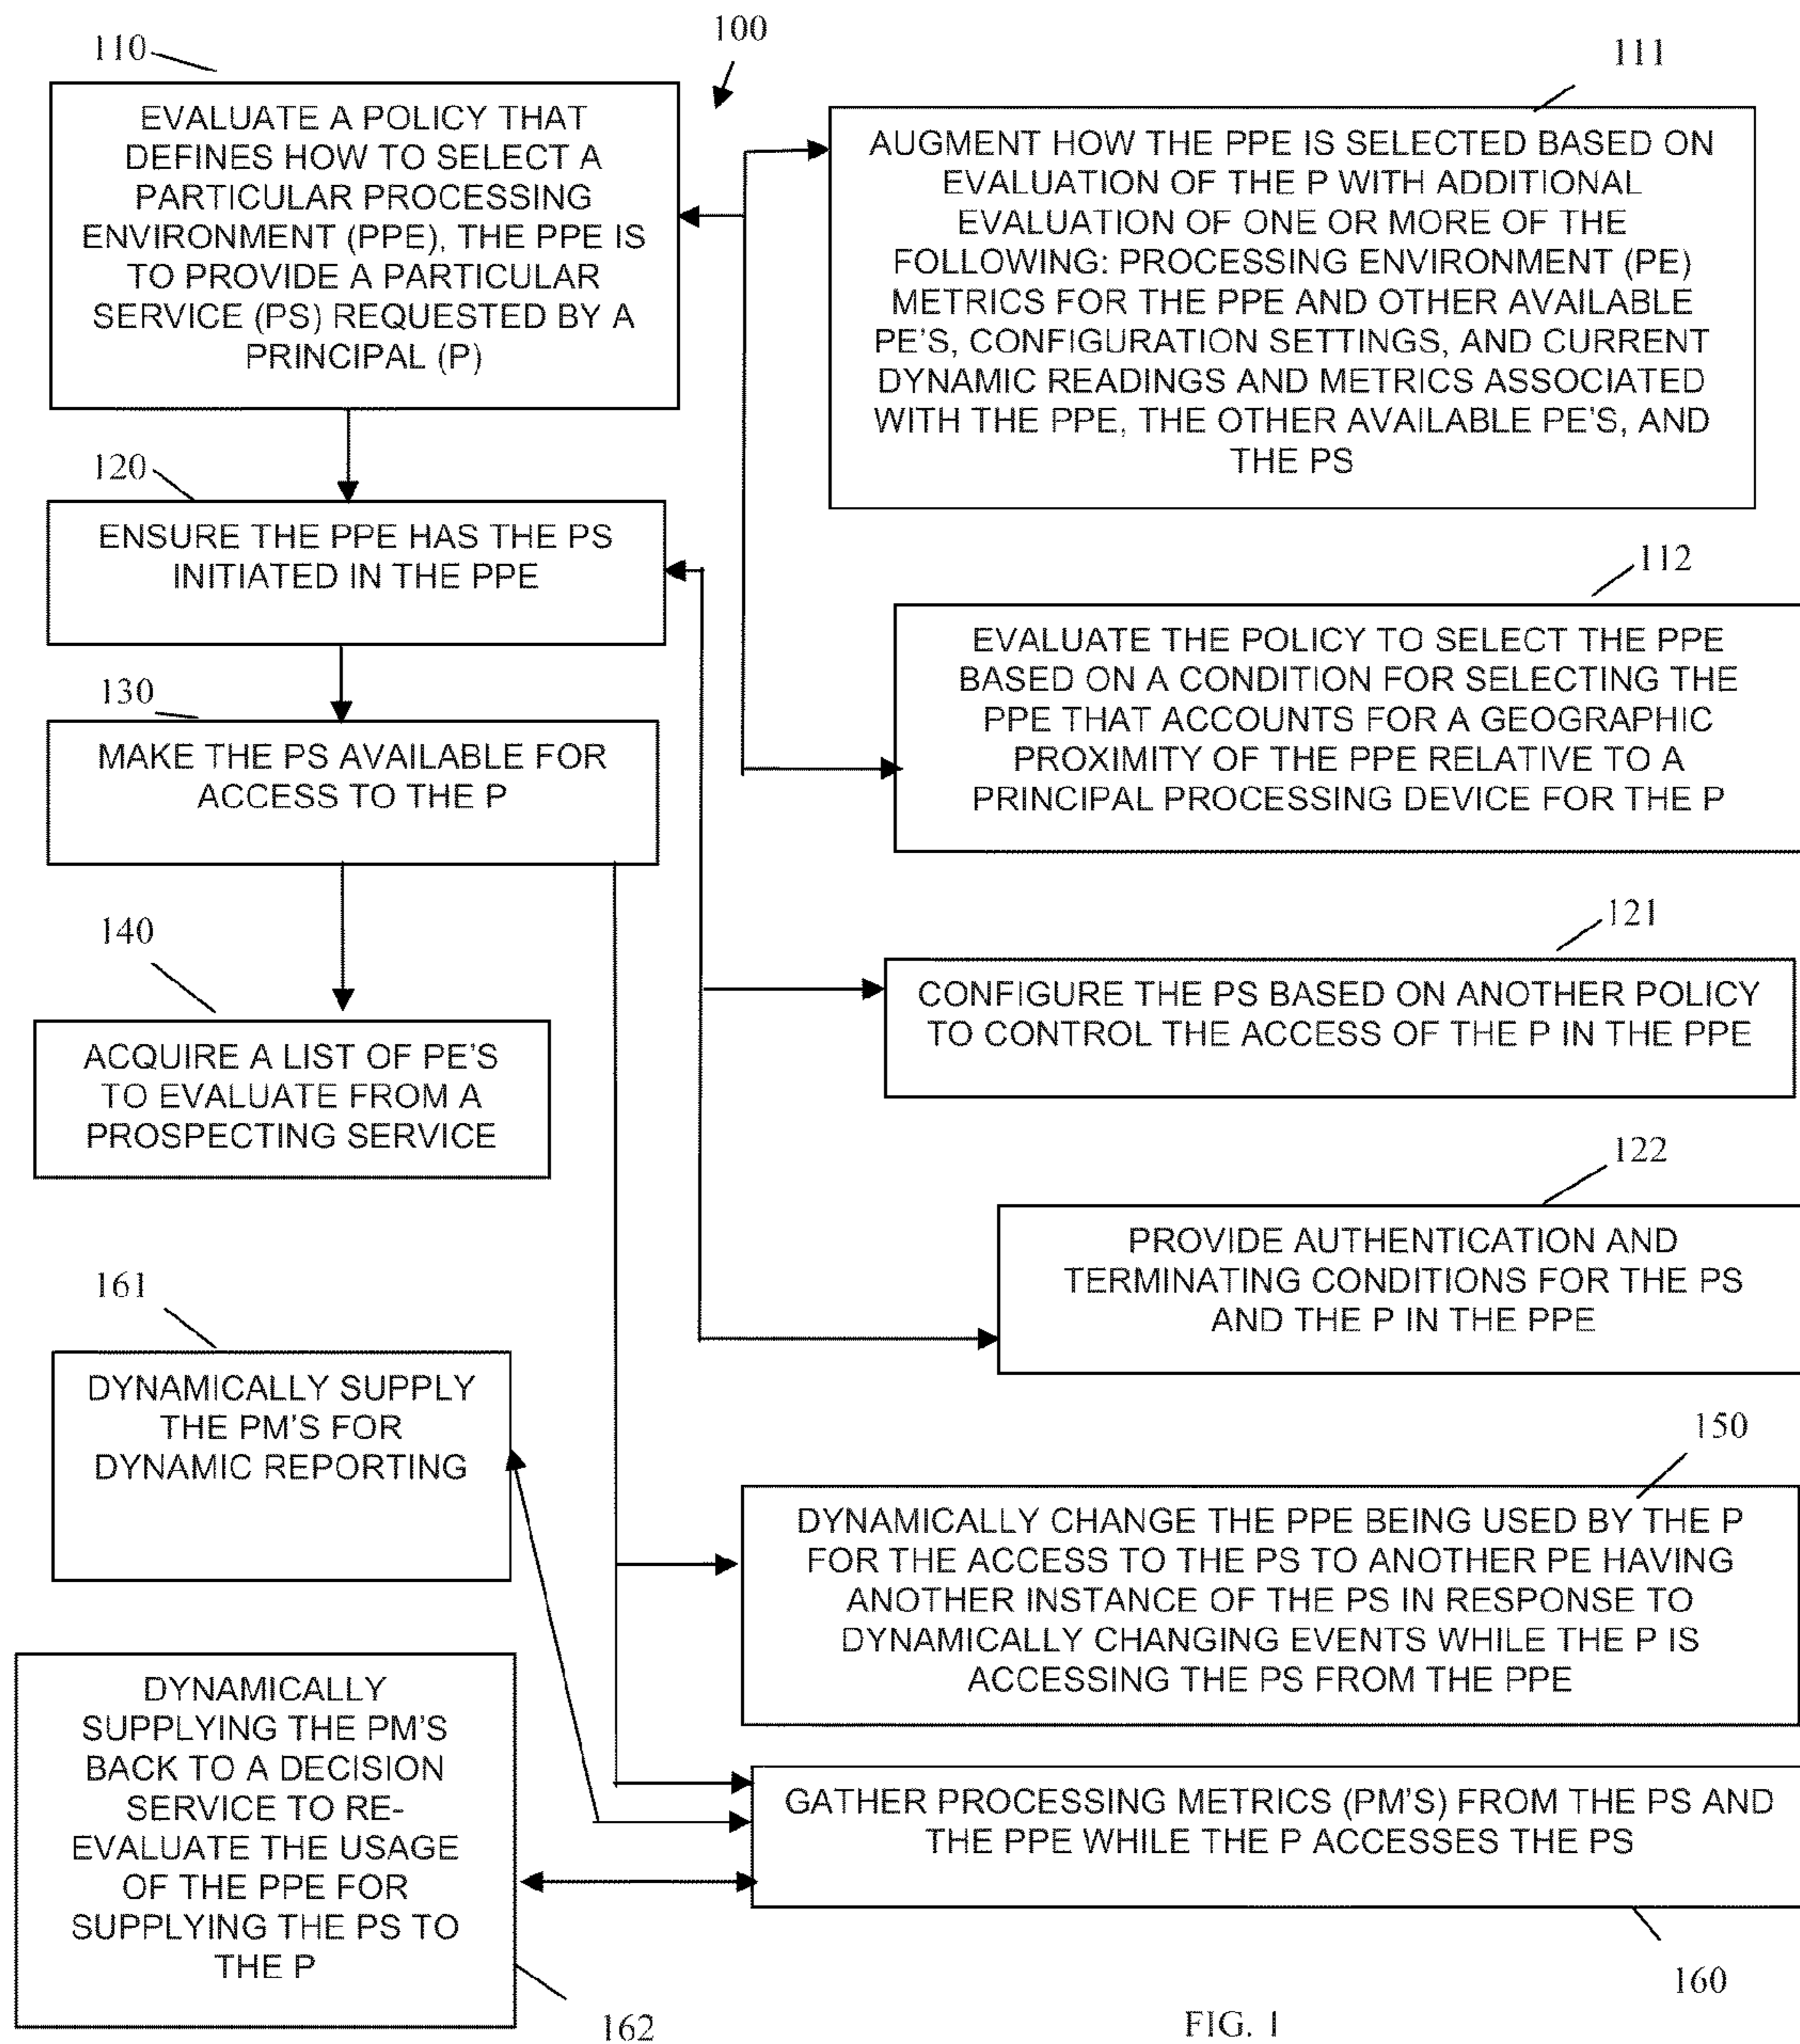 100
110
EVALUATE A POLICY THAT
DEFINES HOW TO SELECT A
PARTICULAR PROCESSING
ENVIRONMENT (PPE), THE PPE IS
TO PROVIDE A PARTICULAR
SERVICE (PS) REQUESTED BY A
PRINCIPAL (P)
111
AUGMENT HOW THE PPE IS SELECTED BASED ON
EVALUATION OF THE P WITH ADDITIONAL
EVALUATION OF ONE OR MORE OF THE
FOLLOWING: PROCESSING ENVIRONMENT (PE)
METRICS FOR THE PPE AND OTHER AVAILABLE
PE'S, CONFIGURATION SETTINGS, AND CURRENT
DYNAMIC READINGS AND METRICS ASSOCIATED
WITH THE PPE, THE OTHER AVAILABLE PE'S, AND
THE PS
120
ENSURE THE PPE HAS THE PS
INITIATED IN THE PPE
112
EVALUATE THE POLICY TO SELECT THE PPE
BASED ON A CONDITION FOR SELECTING THE
PPE THAT ACCOUNTS FOR A GEOGRAPHIC
PROXIMITY OF THE PPE RELATIVE TO A
PRINCIPAL PROCESSING DEVICE FOR THE P
130
MAKE THE PS AVAILABLE FOR
ACCESS TO THE P
121
CONFIGURE THE PS BASED ON ANOTHER POLICY
TO CONTROL THE ACCESS OF THE P IN THE PPE
140
ACQUIRE A LIST OF PE'S
TO EVALUATE FROM A
PROSPECTING SERVICE
122
PROVIDE AUTHENTICATION AND
TERMINATING CONDITIONS FOR THE PS
AND THE P IN THE PPE
161
DYNAMICALLY SUPPLY
THE PM'S FOR
DYNAMIC REPORTING
150
DYNAMICALLY CHANGE THE PPE BEING USED BY THE P
FOR THE ACCESS TO THE PS TO ANOTHER PE HAVING
ANOTHER INSTANCE OF THE PS IN RESPONSE TO
DYNAMICALLY CHANGING EVENTS WHILE THE P IS
ACCESSING THE PS FROM THE PPE
DYNAMICALLY
SUPPLYING THE PM'S
BACK TO A DECISION
SERVICE TO RE-
EVALUATE THE USAGE
OF THE PPE FOR
SUPPLYING THE PS TO
THE P
162
GATHER PROCESSING METRICS (PM'S) FROM THE PS AND
THE PPE WHILE THE P ACCESSES THE PS
160
FIG. 1